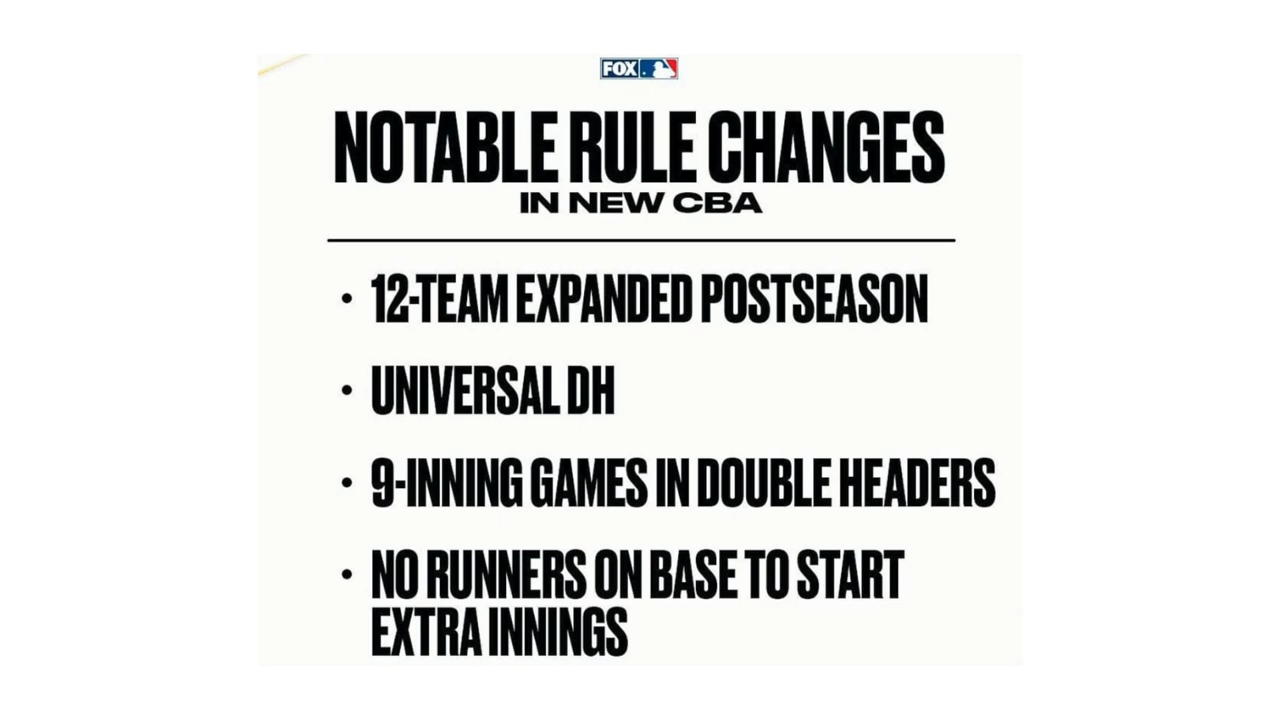 FOX MLB
NOTABLE RULE CHANGES
IN NEW CBA
• 12-TEAM EXPANDED POSTSEASON
• UNIVERSAL DH
• 9-INNING GAMES IN DOUBLE HEADERS
• NO RUNNERS ON BASE TO START
EXTRA INNINGS